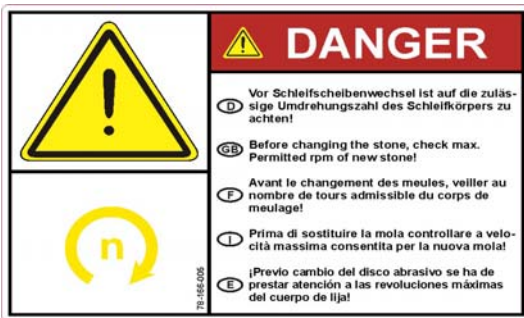 DANGER
D Vor Schleifscheibenwechsel ist auf die zuläs-
sige Umdrehungszahl des Schleifkörpers zu
achten!
GB Before changing the stone, check max.
Permitted rpm of new stone!
F Avant le changement des meules, veiller au
nombre de tours admissible du corps de
meulage!
I Prima di sostituire la mola controllare a velo-
cità massima consentita per la nuova mola!
E ¡Previo cambio del disco abrasivo se ha de
prestar atención a las revoluciones máximas
del cuerpo de lija!
n
78-166-005